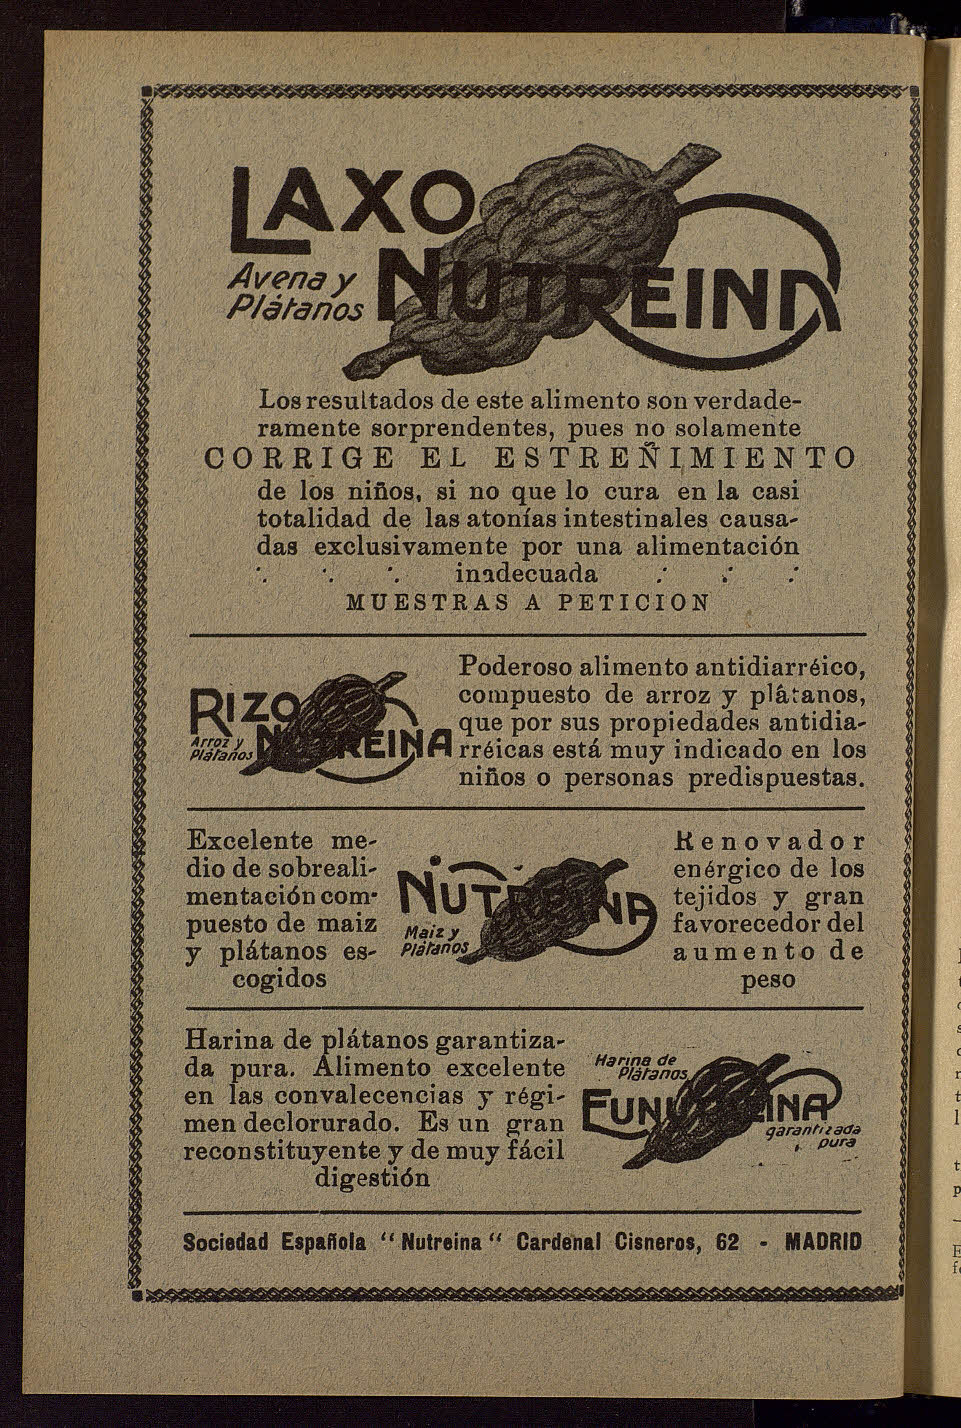 LAXO
NUTREINA
Avena y
Plátanos
Los resultados de este alimento son verdade-
ramente sorprendentes, pues no solamente
CORRIGE EL ESTREÑIMIENTO
de los niños, si no que lo cura en la casi
totalidad de las atonías intestinales causa-
das exclusivamente por una alimentación
inadecuada
MUESTRAS A PETICION
RIZO
NUTREINA
Arroz y
Plátanos
Poderoso alimento antidiarréico,
compuesto de arroz y plátanos,
que por sus propiedades antidia-
rréicas está muy indicado en los
niños o personas predispuestas.
Excelente me-
dio de sobreali-
mentación com-
puesto de maiz
y plátanos es-
cogidos
NUTREINA
Maiz y
Plátanos
Renovador
enérgico de los
tejidos y gran
favorecedor del
aumento de
peso
Harina de plátanos garantiza-
da pura. Alimento excelente
en las convalecencias y régi-
men declorurado. Es un gran
reconstituyente y de muy fácil
digestión
Harina de
Plátanos
garantizada
pura
Sociedad Española "Nutreina" Cardenal Cisneros, 62 - MADRID